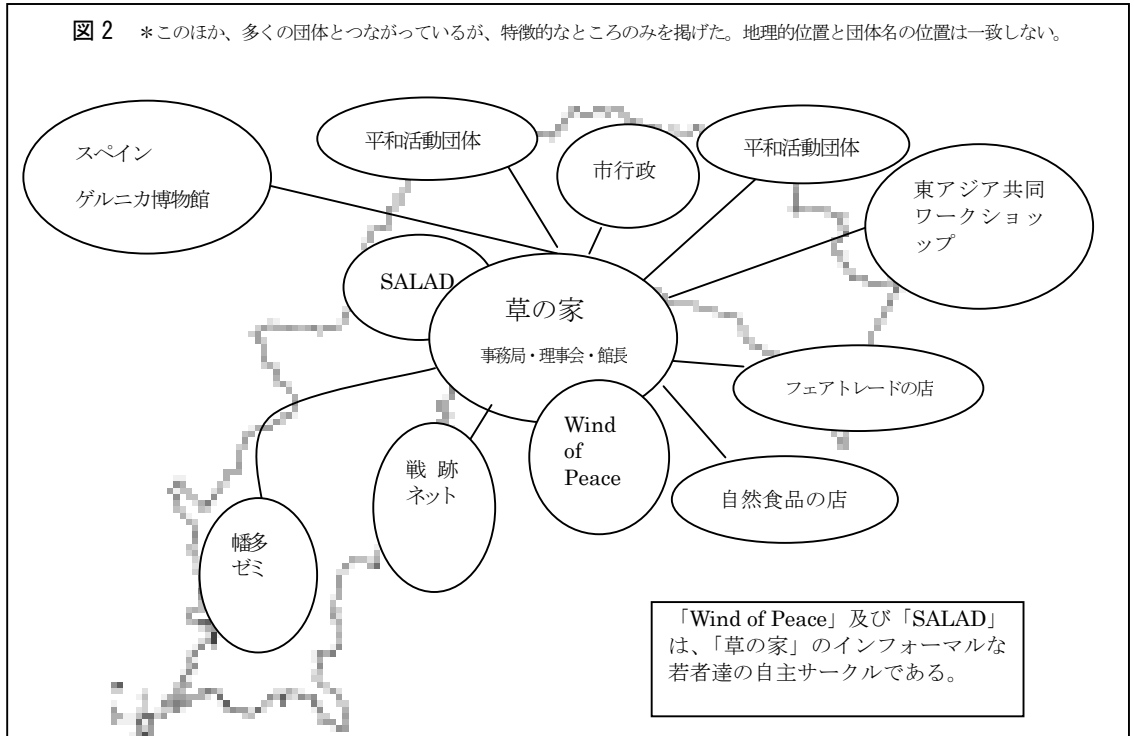 図 2 ＊このほか、多くの団体とつながっているが、特徴的なところのみを掲げた。地理的位置と団体名の位置は一致しない。
スペイン
ゲルニカ博物館
平和活動団体
市行政
平和活動団体
東アジア共同
ワークショッ
ップ
SALAD
草の家
事務局・理事会・館長
フェアトレードの店
Wind
of
Peace
戦 跡
ネット
自然食品の店
幡多
ゼミ
「Wind of Peace」及び「SALAD」
は、「草の家」のインフォーマルな
若者達の自主サークルである。